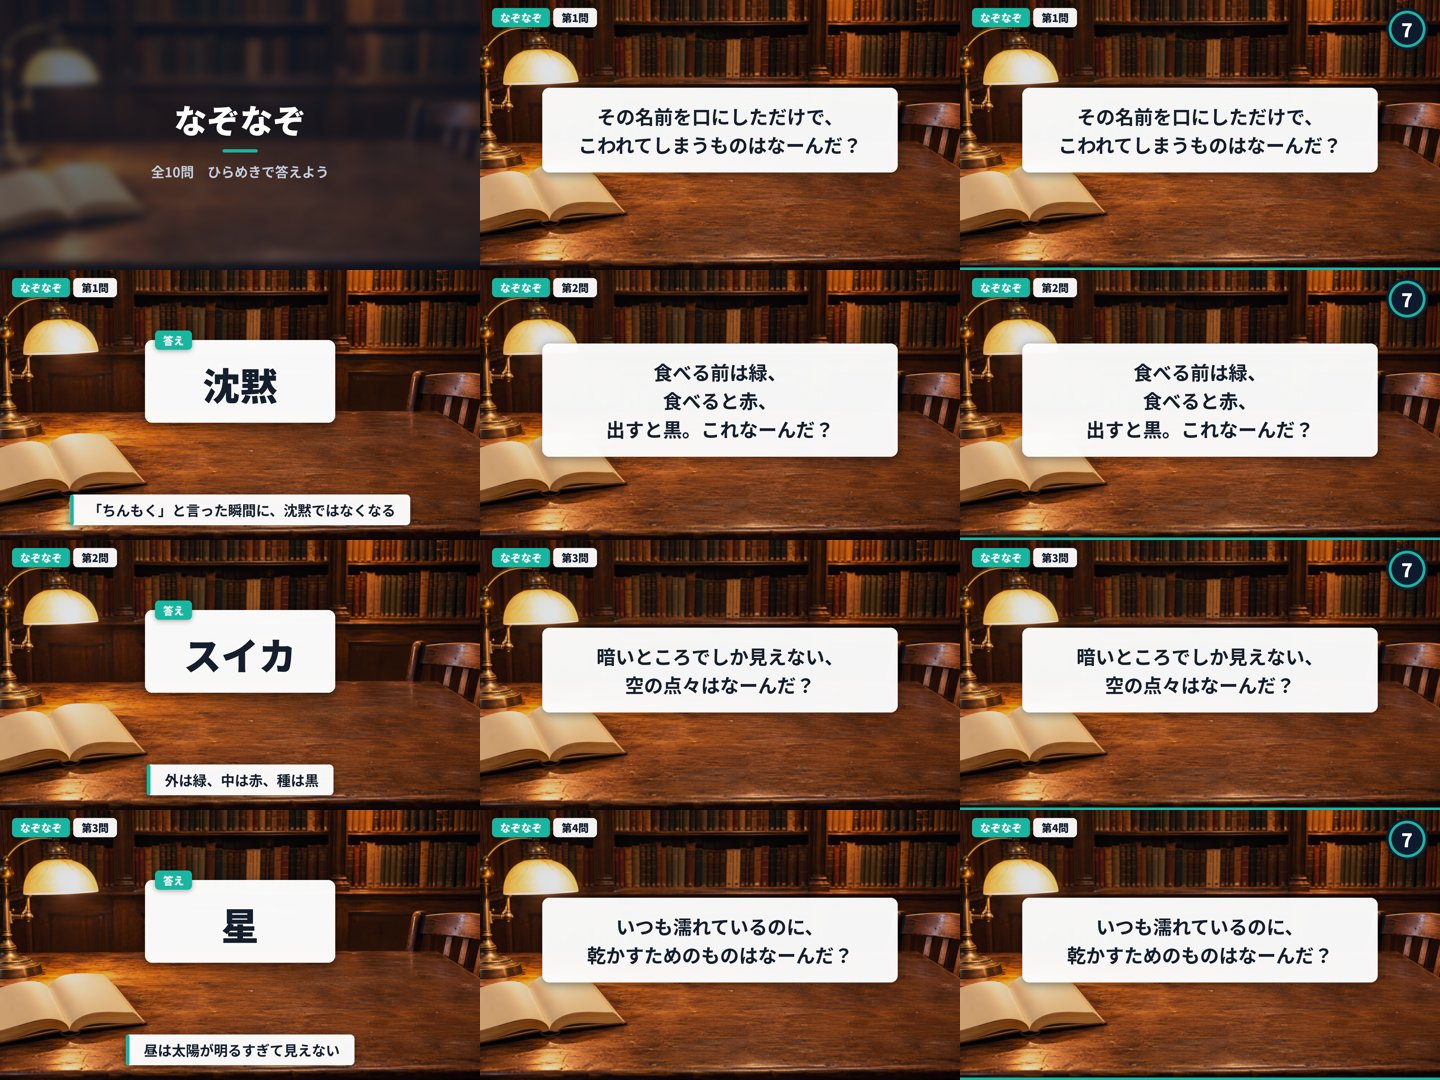 なぞなぞ
全10問　ひらめきで答えよう
なぞなぞ 第1問
その名前を口にしただけで、
こわれてしまうものはなーんだ？
なぞなぞ 第1問
7
その名前を口にしただけで、
こわれてしまうものはなーんだ？
なぞなぞ 第1問
答え
沈黙
「ちんもく」と言った瞬間に、沈黙ではなくなる
なぞなぞ 第2問
食べる前は緑、
食べると赤、
出すと黒。これなーんだ？
なぞなぞ 第2問
7
食べる前は緑、
食べると赤、
出すと黒。これなーんだ？
なぞなぞ 第2問
答え
スイカ
外は緑、中は赤、種は黒
なぞなぞ 第3問
暗いところでしか見えない、
空の点々はなーんだ？
なぞなぞ 第3問
7
暗いところでしか見えない、
空の点々はなーんだ？
なぞなぞ 第3問
答え
星
昼は太陽が明るすぎて見えない
なぞなぞ 第4問
いつも濡れているのに、
乾かすためのものはなーんだ？
なぞなぞ 第4問
7
いつも濡れているのに、
乾かすためのものはなーんだ？